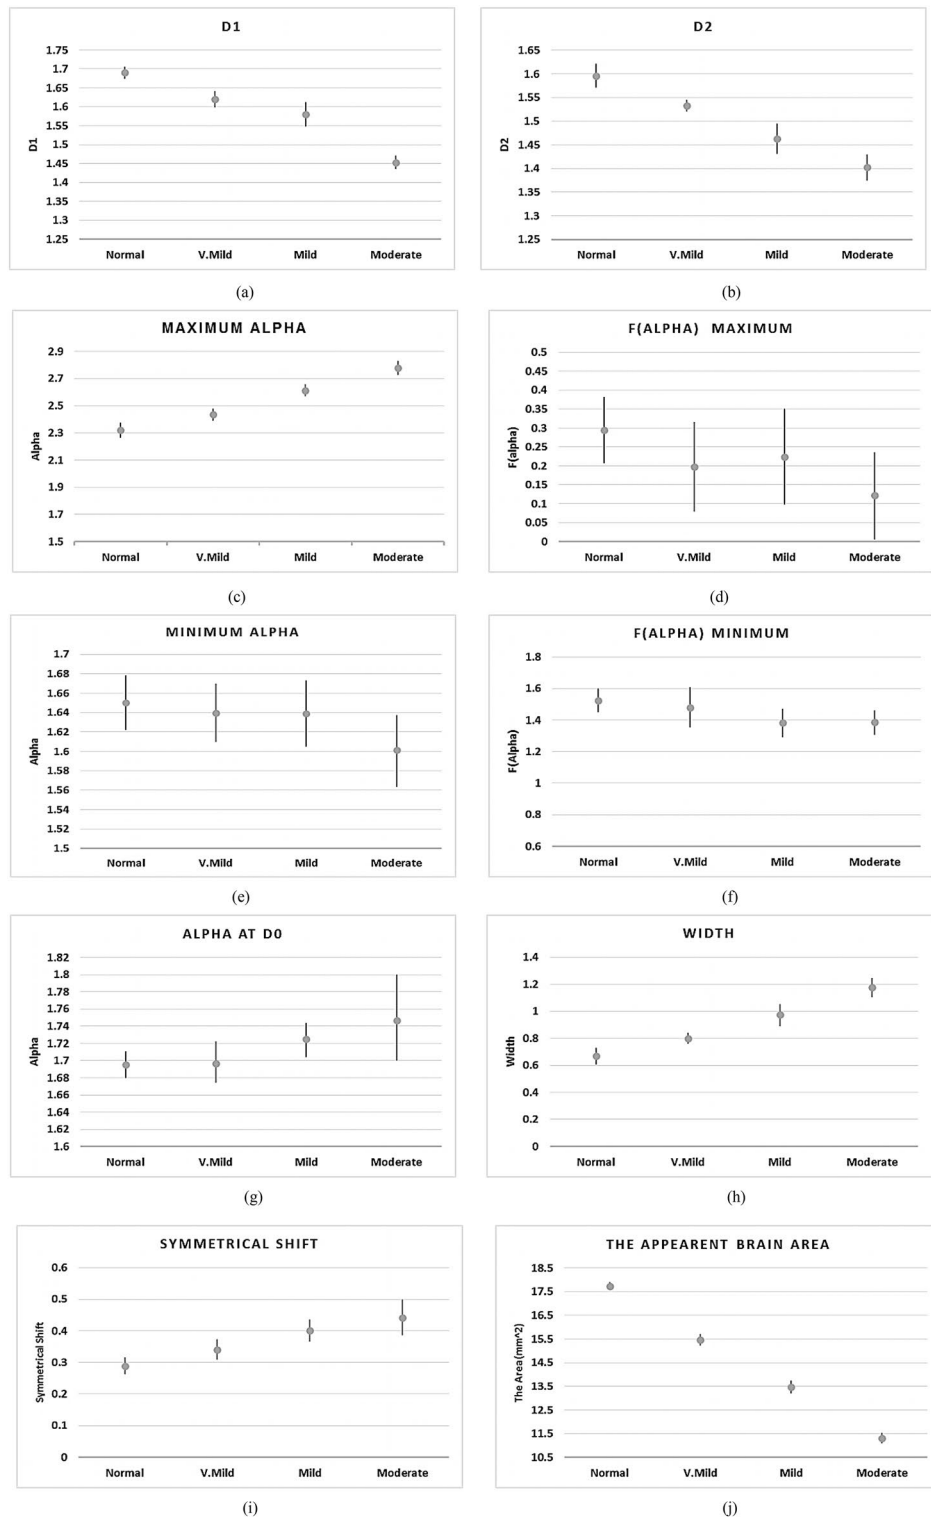 D1
1.75
1.7
1.65
1.6
1.55
1.5
1.45
1.4
1.35
1.3
1.25
D1
Normal V.Mild Mild Moderate
(a)
D2
1.65
1.6
1.55
1.5
1.45
1.4
1.35
1.3
1.25
D2
Normal V.Mild Mild Moderate
(b)
MAXIMUM ALPHA
2.9
2.7
2.5
2.3
2.1
1.9
1.7
1.5
Alpha
Normal V.Mild Mild Moderate
(c)
F(ALPHA) MAXIMUM
0.5
0.45
0.4
0.35
0.3
0.25
0.2
0.15
0.1
0.05
0
F(alpha)
Normal V.Mild Mild Moderate
(d)
MINIMUM ALPHA
1.7
1.68
1.66
1.64
1.62
1.6
1.58
1.56
1.54
1.52
1.5
Alpha
Normal V.Mild Mild Moderate
(e)
F(ALPHA) MINIMUM
1.8
1.6
1.4
1.2
1
0.8
0.6
F(Alpha)
Normal V.Mild Mild Moderate
(f)
ALPHA AT D0
1.82
1.8
1.78
1.76
1.74
1.72
1.7
1.68
1.66
1.64
1.62
1.6
Alpha
Normal V.Mild Mild Moderate
(g)
WIDTH
1.4
1.2
1
0.8
0.6
0.4
0.2
0
Width
Normal V.Mild Mild Moderate
(h)
SYMMETRICAL SHIFT
0.6
0.5
0.4
0.3
0.2
0.1
0
Symmetrical Shift
Normal V.Mild Mild Moderate
(i)
THE APPEARENT BRAIN AREA
18.5
17.5
16.5
15.5
14.5
13.5
12.5
11.5
10.5
The Area(mm^2)
Normal V.Mild Mild Moderate
(j)